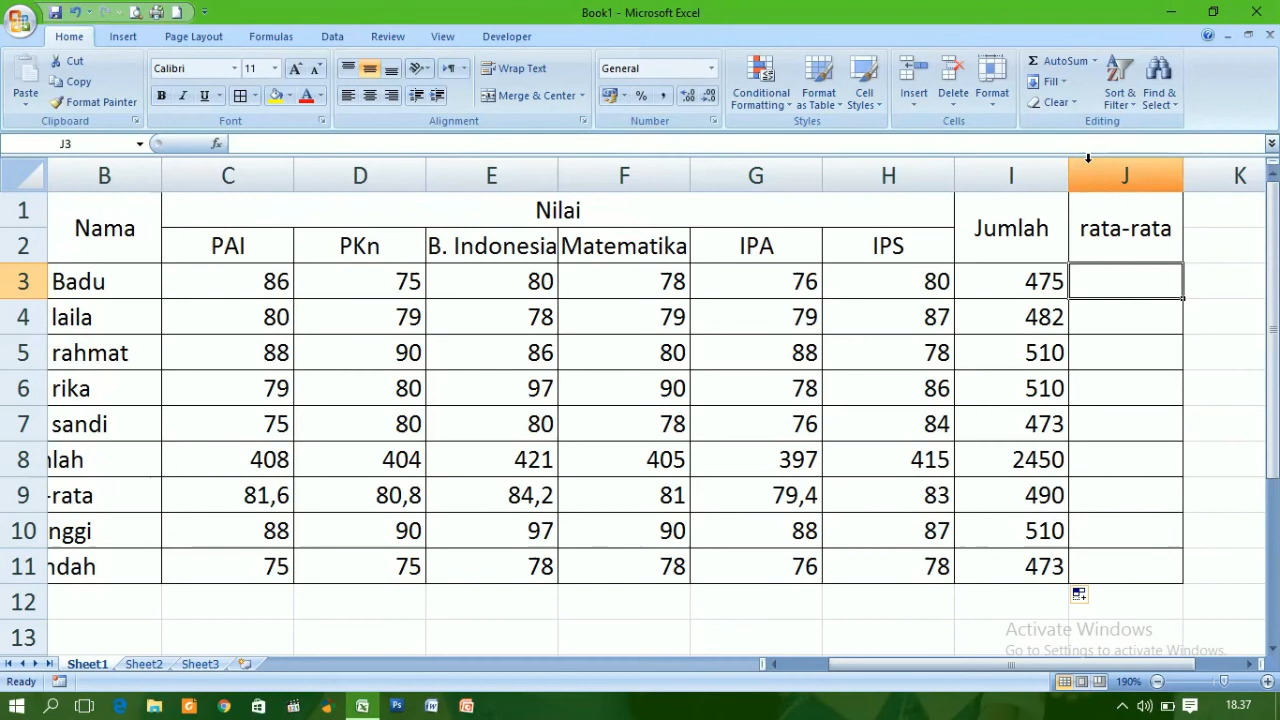 Book1 - Microsoft Excel
Home Insert Page Layout Formulas Data Review View Developer
Paste Cut Copy Format Painter Clipboard
Calibri 11 B I U A A A Font
Wrap Text Merge & Center Alignment
General % , Number
Conditional Formatting Format as Table Cell Styles Styles
Insert Delete Format Cells
Σ AutoSum Fill Clear Sort & Filter Find & Select Editing
J3 fx
B C D E F G H I J K
1 Nama Nilai Jumlah rata-rata
2 PAI PKn B. Indonesia Matematika IPA IPS
3 Badu 86 75 80 78 76 80 475
4 laila 80 79 78 79 79 87 482
5 rahmat 88 90 86 80 88 78 510
6 rika 79 80 97 90 78 86 510
7 sandi 75 80 80 78 76 84 473
8 lah 408 404 421 405 397 415 2450
9 -rata 81,6 80,8 84,2 81 79,4 83 490
10 nggi 88 90 97 90 88 87 510
11 ndah 75 75 78 78 76 78 473
12
13
Activate Windows
Go to Settings to activate Windows.
Sheet1 Sheet2 Sheet3
Ready 190%
18.37